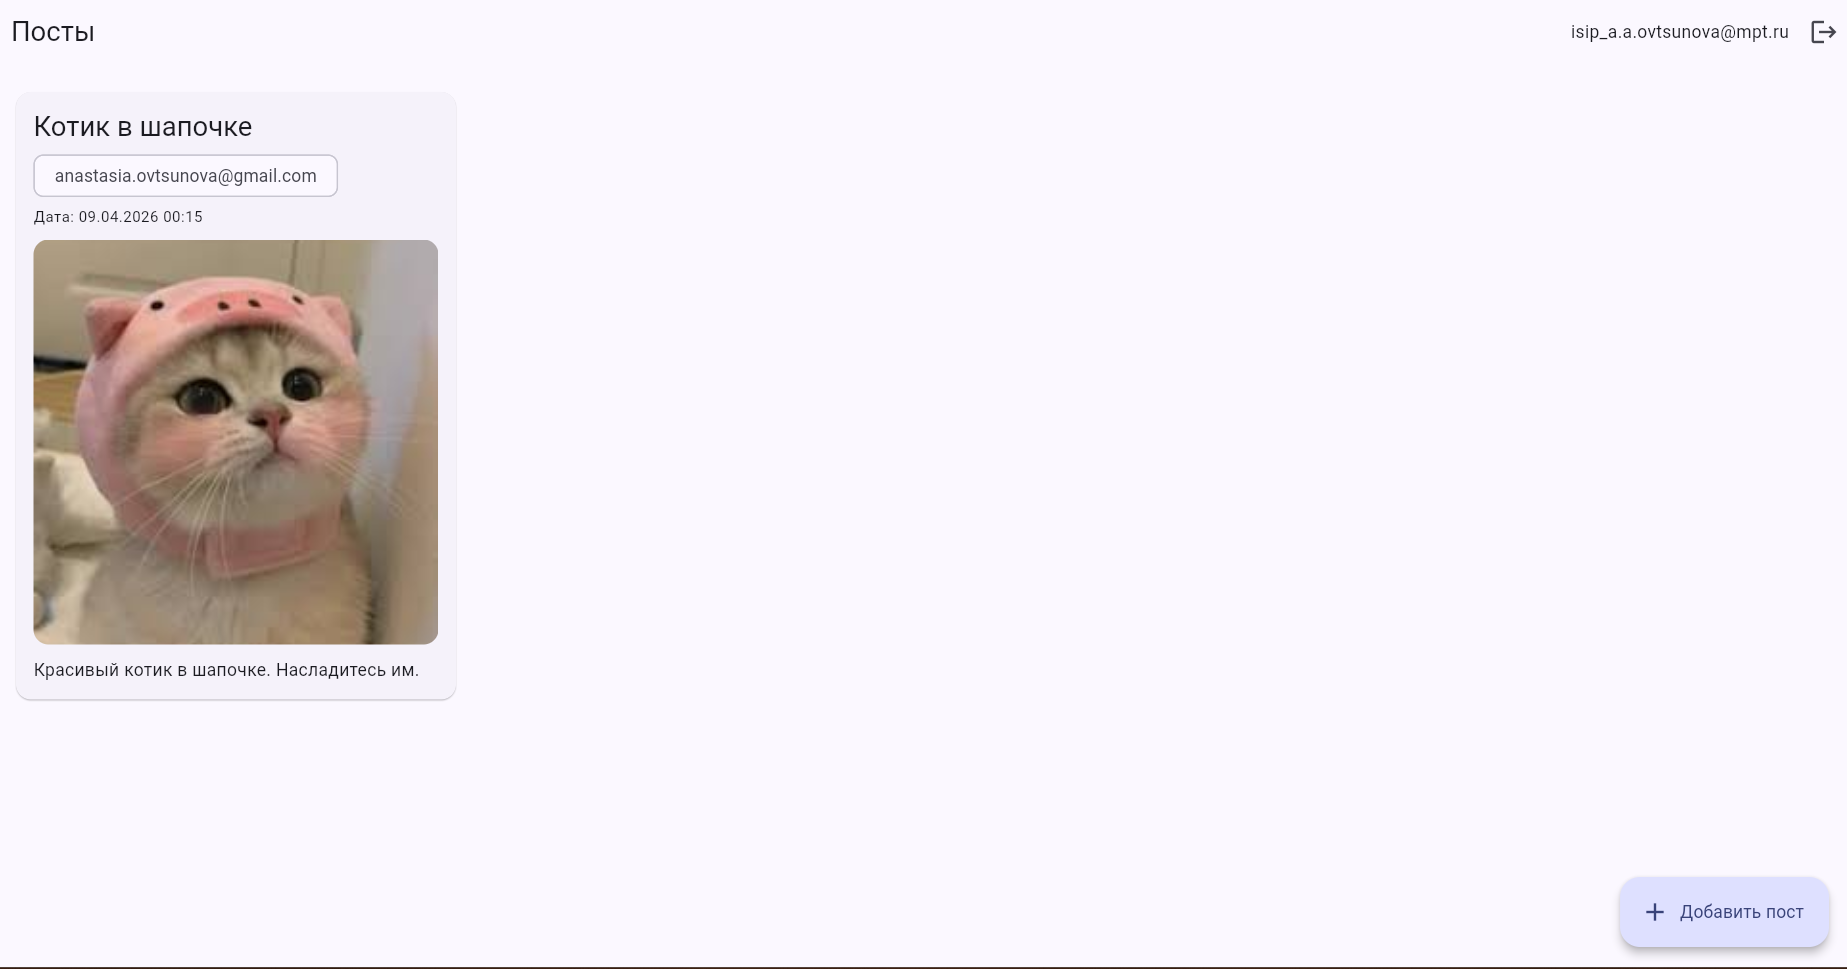 Посты
isip_a.a.ovtsunova@mpt.ru
Котик в шапочке
anastasia.ovtsunova@gmail.com
Дата: 09.04.2026 00:15
Красивый котик в шапочке. Насладитесь им.
Добавить пост